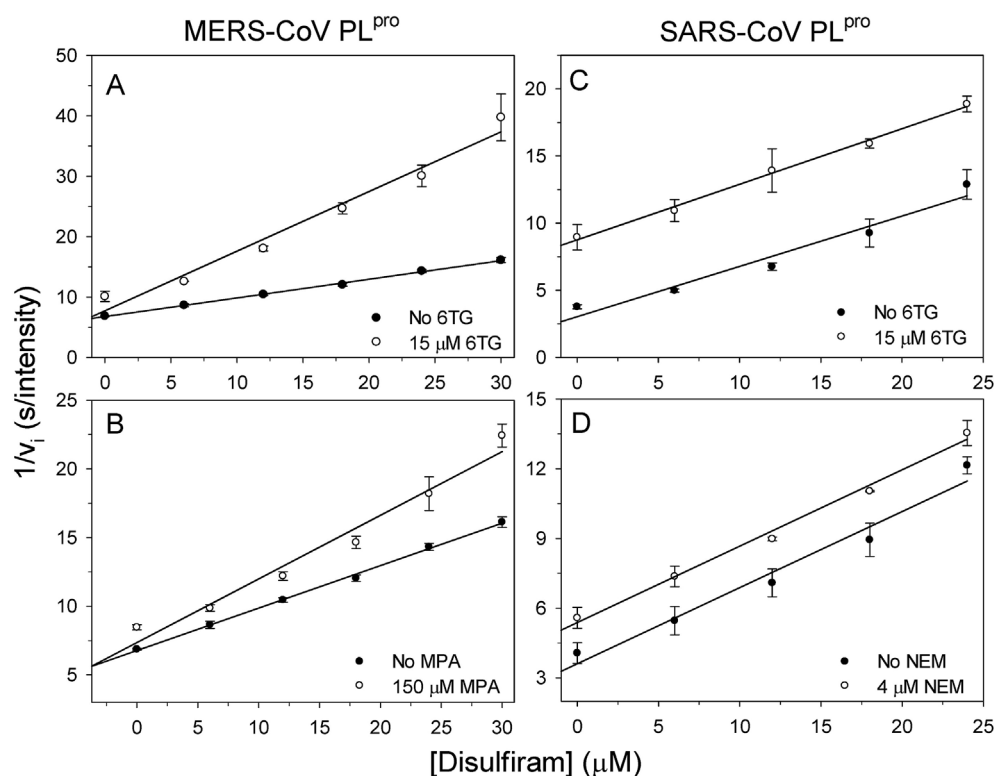 MERS-CoV PLpro
SARS-CoV PLpro
A
50
40
30
20
10
0
0 5 10 15 20 25 30
No 6TG
15 μM 6TG
C
20
15
10
5
0
0 5 10 15 20 25
No 6TG
15 μM 6TG
B
25
20
15
10
5
0 5 10 15 20 25 30
No MPA
150 μM MPA
D
15
12
9
6
3
0 5 10 15 20 25
No NEM
4 μM NEM
1/vi (s/intensity)
[Disulfiram] (μM)